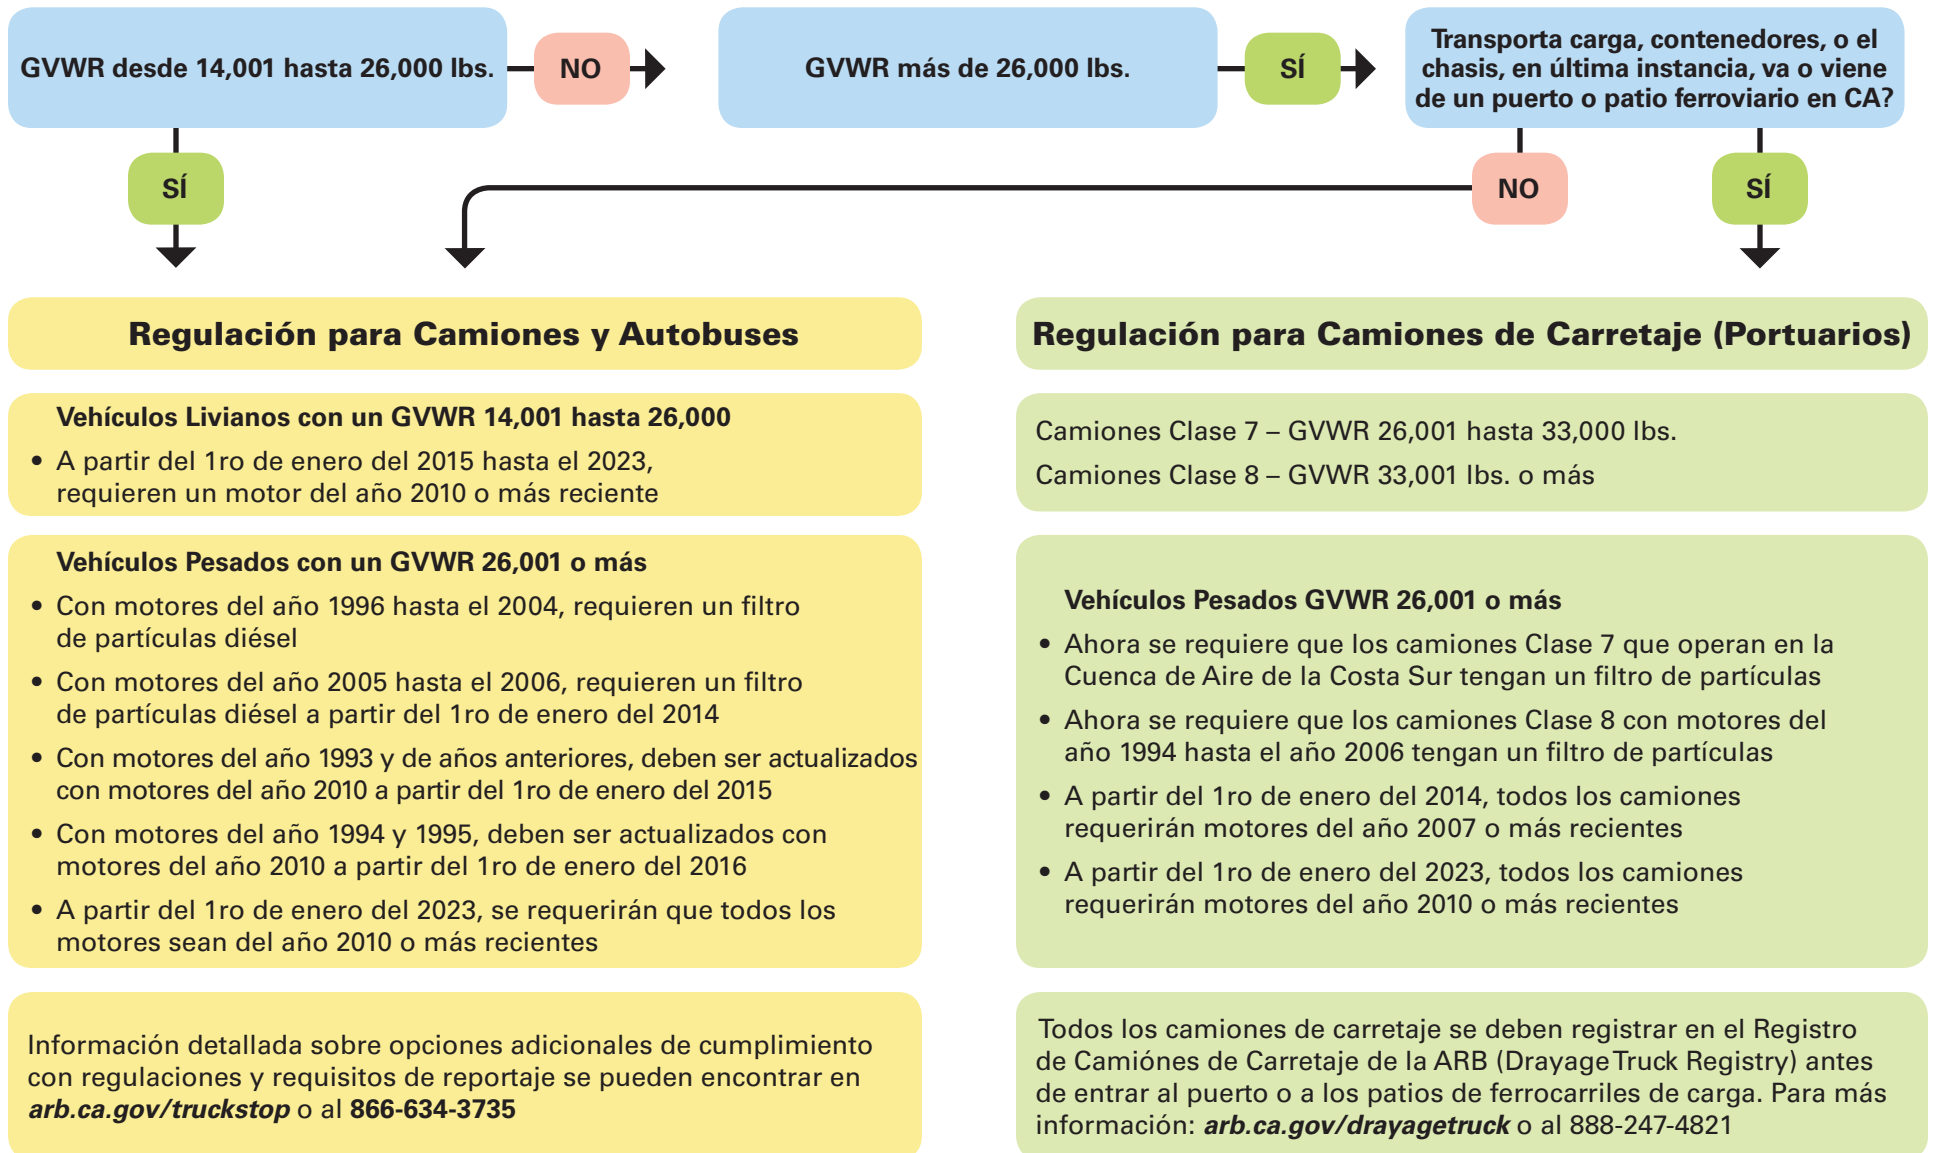 GVWR desde 14,001 hasta 26,000 lbs.
NO
GVWR más de 26,000 lbs.
SÍ
Transporta carga, contenedores, o el
chasis, en última instancia, va o viene
de un puerto o patio ferroviario en CA?
SÍ
NO
SÍ
Regulación para Camiones y Autobuses
Vehículos Livianos con un GVWR 14,001 hasta 26,000
• A partir del 1ro de enero del 2015 hasta el 2023,
requieren un motor del año 2010 o más reciente
Vehículos Pesados con un GVWR 26,001 o más
• Con motores del año 1996 hasta el 2004, requieren un filtro
de partículas diésel
• Con motores del año 2005 hasta el 2006, requieren un filtro
de partículas diésel a partir del 1ro de enero del 2014
• Con motores del año 1993 y de años anteriores, deben ser actualizados
con motores del año 2010 a partir del 1ro de enero del 2015
• Con motores del año 1994 y 1995, deben ser actualizados con
motores del año 2010 a partir del 1ro de enero del 2016
• A partir del 1ro de enero del 2023, se requerirán que todos los
motores sean del año 2010 o más recientes
Información detallada sobre opciones adicionales de cumplimiento
con regulaciones y requisitos de reportaje se pueden encontrar en
arb.ca.gov/truckstop o al 866-634-3735
Regulación para Camiones de Carretaje (Portuarios)
Camiones Clase 7 – GVWR 26,001 hasta 33,000 lbs.
Camiones Clase 8 – GVWR 33,001 lbs. o más
Vehículos Pesados GVWR 26,001 o más
• Ahora se requiere que los camiones Clase 7 que operan en la
Cuenca de Aire de la Costa Sur tengan un filtro de partículas
• Ahora se requiere que los camiones Clase 8 con motores del
año 1994 hasta el año 2006 tengan un filtro de partículas
• A partir del 1ro de enero del 2014, todos los camiones
requerirán motores del año 2007 o más recientes
• A partir del 1ro de enero del 2023, todos los camiones
requerirán motores del año 2010 o más recientes
Todos los camiones de carretaje se deben registrar en el Registro
de Camiónes de Carretaje de la ARB (Drayage Truck Registry) antes
de entrar al puerto o a los patios de ferrocarriles de carga. Para más
información: arb.ca.gov/drayagetruck o al 888-247-4821